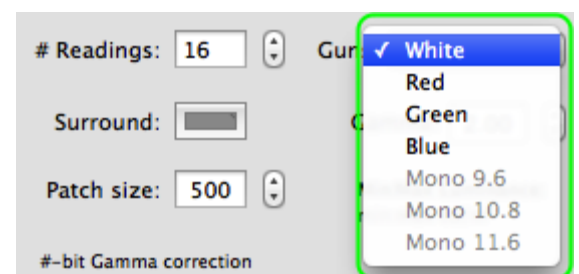 # Readings: 16 Gun
✓ White
Red
Surround:
Green
Blue
Patch size: 500
Mono 9.6
Mono 10.8
Mono 11.6
#-bit Gamma correction